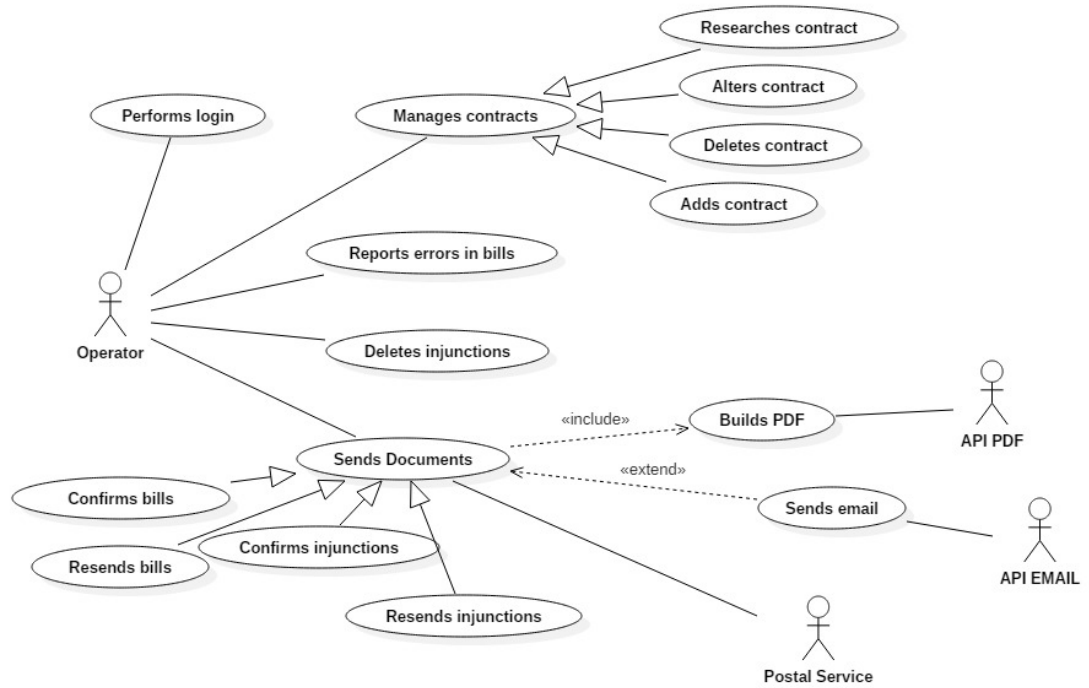 Researches contract
Alters contract
Performs login
Manages contracts
Deletes contract
Adds contract
Reports errors in bills
Operator
Deletes injunctions
«include»
Builds PDF
API PDF
Sends Documents
«extend»
Confirms bills
Sends email
Confirms injunctions
Resends bills
API EMAIL
Resends injunctions
Postal Service